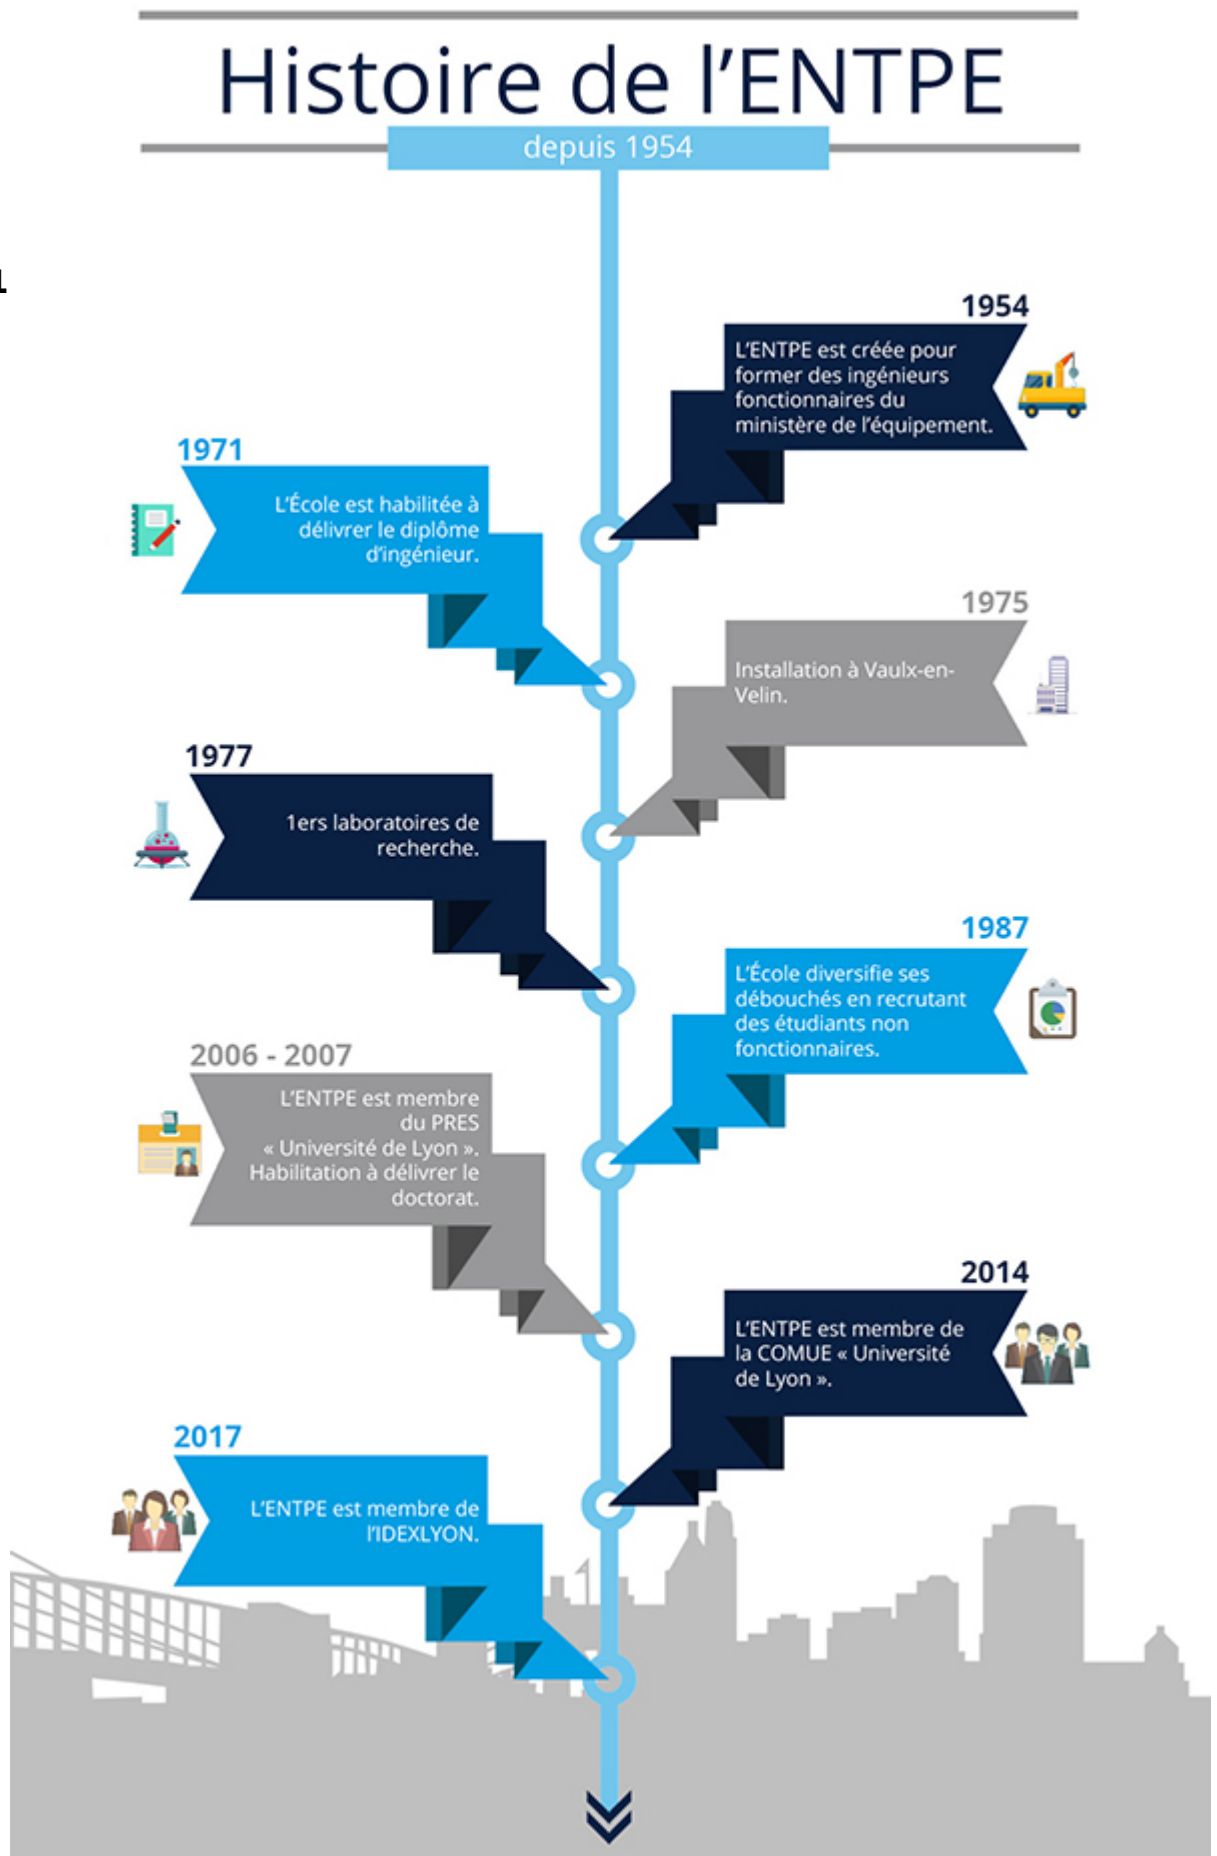 Histoire de l'ENTPE
depuis 1954
1954
L'ENTPE est créée pour
former des ingénieurs
fonctionnaires du
ministère de l'équipement.
1971
L'École est habilitée à
délivrer le diplôme
d'ingénieur.
1975
Installation à Vaulx-en-
Velin.
1977
1ers laboratoires de
recherche.
1987
L'École diversifie ses
débouchés en recrutant
des étudiants non
fonctionnaires.
2006 - 2007
L'ENTPE est membre
du PRES
« Université de Lyon ».
Habilitation à délivrer le
doctorat.
2014
L'ENTPE est membre de
la COMUE « Université
de Lyon ».
2017
L'ENTPE est membre de
l'IDEXLYON.